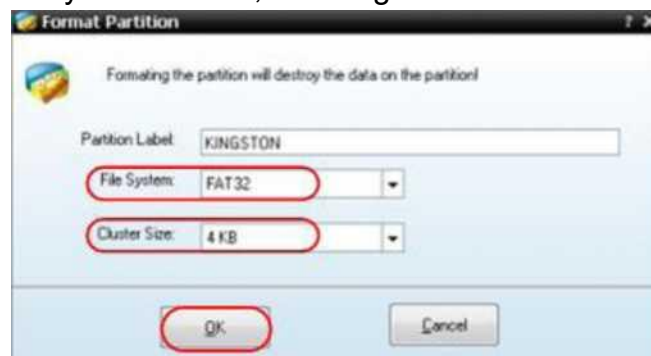 Format Partition
Formating the partition will destroy the data on the partition!
Partition Label: KINGSTON
File System: FAT32
Cluster Size: 4 KB
OK Cancel